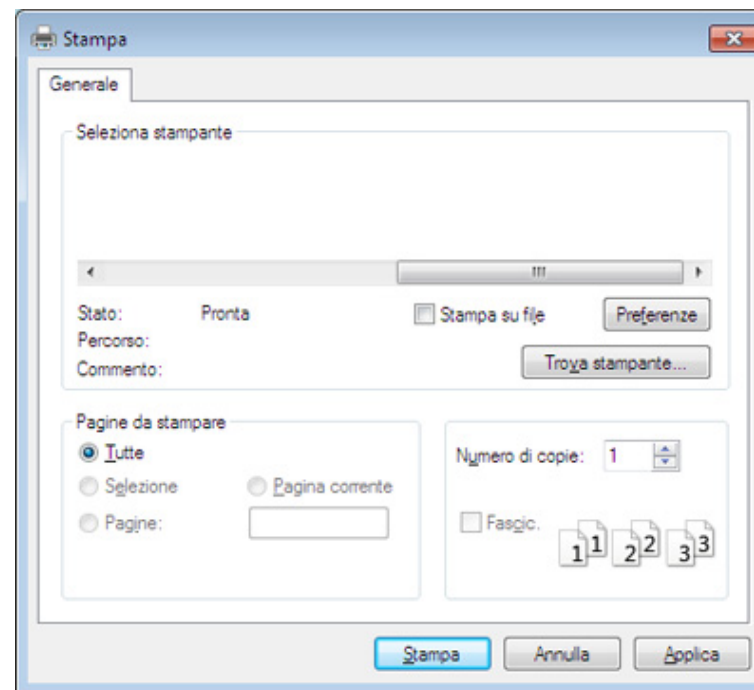 Stampa
Generale
Seleziona stampante
Stato: Pronta
Stampa su file
Preferenze
Percorso:
Commento:
Trova stampante...
Pagine da stampare
Tutte
Selezione
Pagina corrente
Pagine:
Numero di copie: 1
Fascic.
1 1 2 2 3 3
Stampa
Annulla
Applica